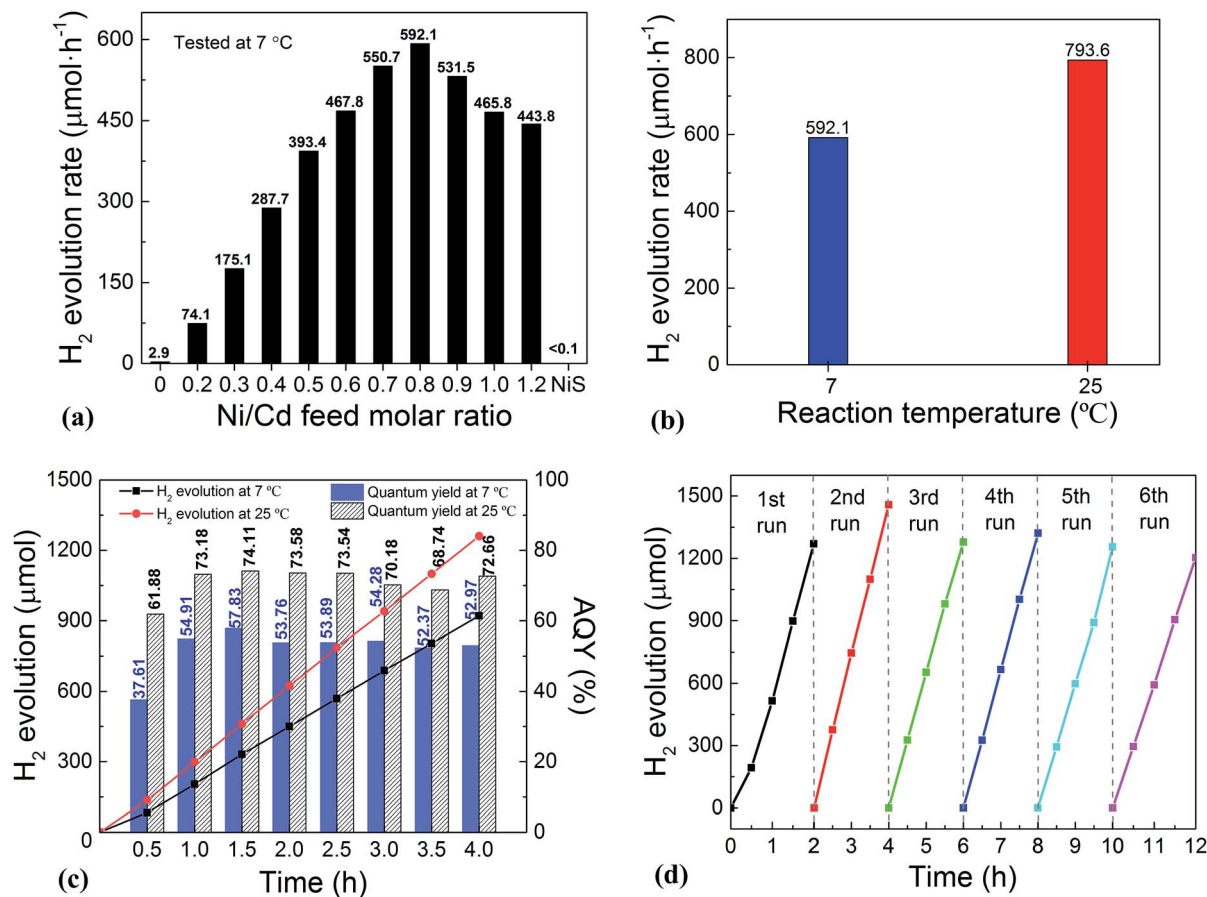 Tested at 7 °C
H2 evolution rate (μmol·h-1)
600
450
300
150
0
2.9
74.1
175.1
287.7
393.4
467.8
550.7
592.1
531.5
465.8
443.8
<0.1
0 0.2 0.3 0.4 0.5 0.6 0.7 0.8 0.9 1.0 1.2 NiS
Ni/Cd feed molar ratio
(a)
H2 evolution rate (μmol·h-1)
800
600
400
200
0
592.1
793.6
7 25
Reaction temperature (ºC)
(b)
H2 evolution (μmol)
1500
1200
900
600
300
0
H2 evolution at 7 ºC
H2 evolution at 25 ºC
Quantum yield at 7 ºC
Quantum yield at 25 ºC
37.61
61.88
54.91
73.18
57.83
74.11
53.76
73.58
53.89
73.54
54.28
70.18
52.37
68.74
52.97
72.66
100
80
60
40
20
0
AQY (%)
0.5 1.0 1.5 2.0 2.5 3.0 3.5 4.0
Time (h)
(c)
H2 evolution (μmol)
1500
1200
900
600
300
0
1st
run
2nd
run
3rd
run
4th
run
5th
run
6th
run
0 1 2 3 4 5 6 7 8 9 10 11 12
Time (h)
(d)